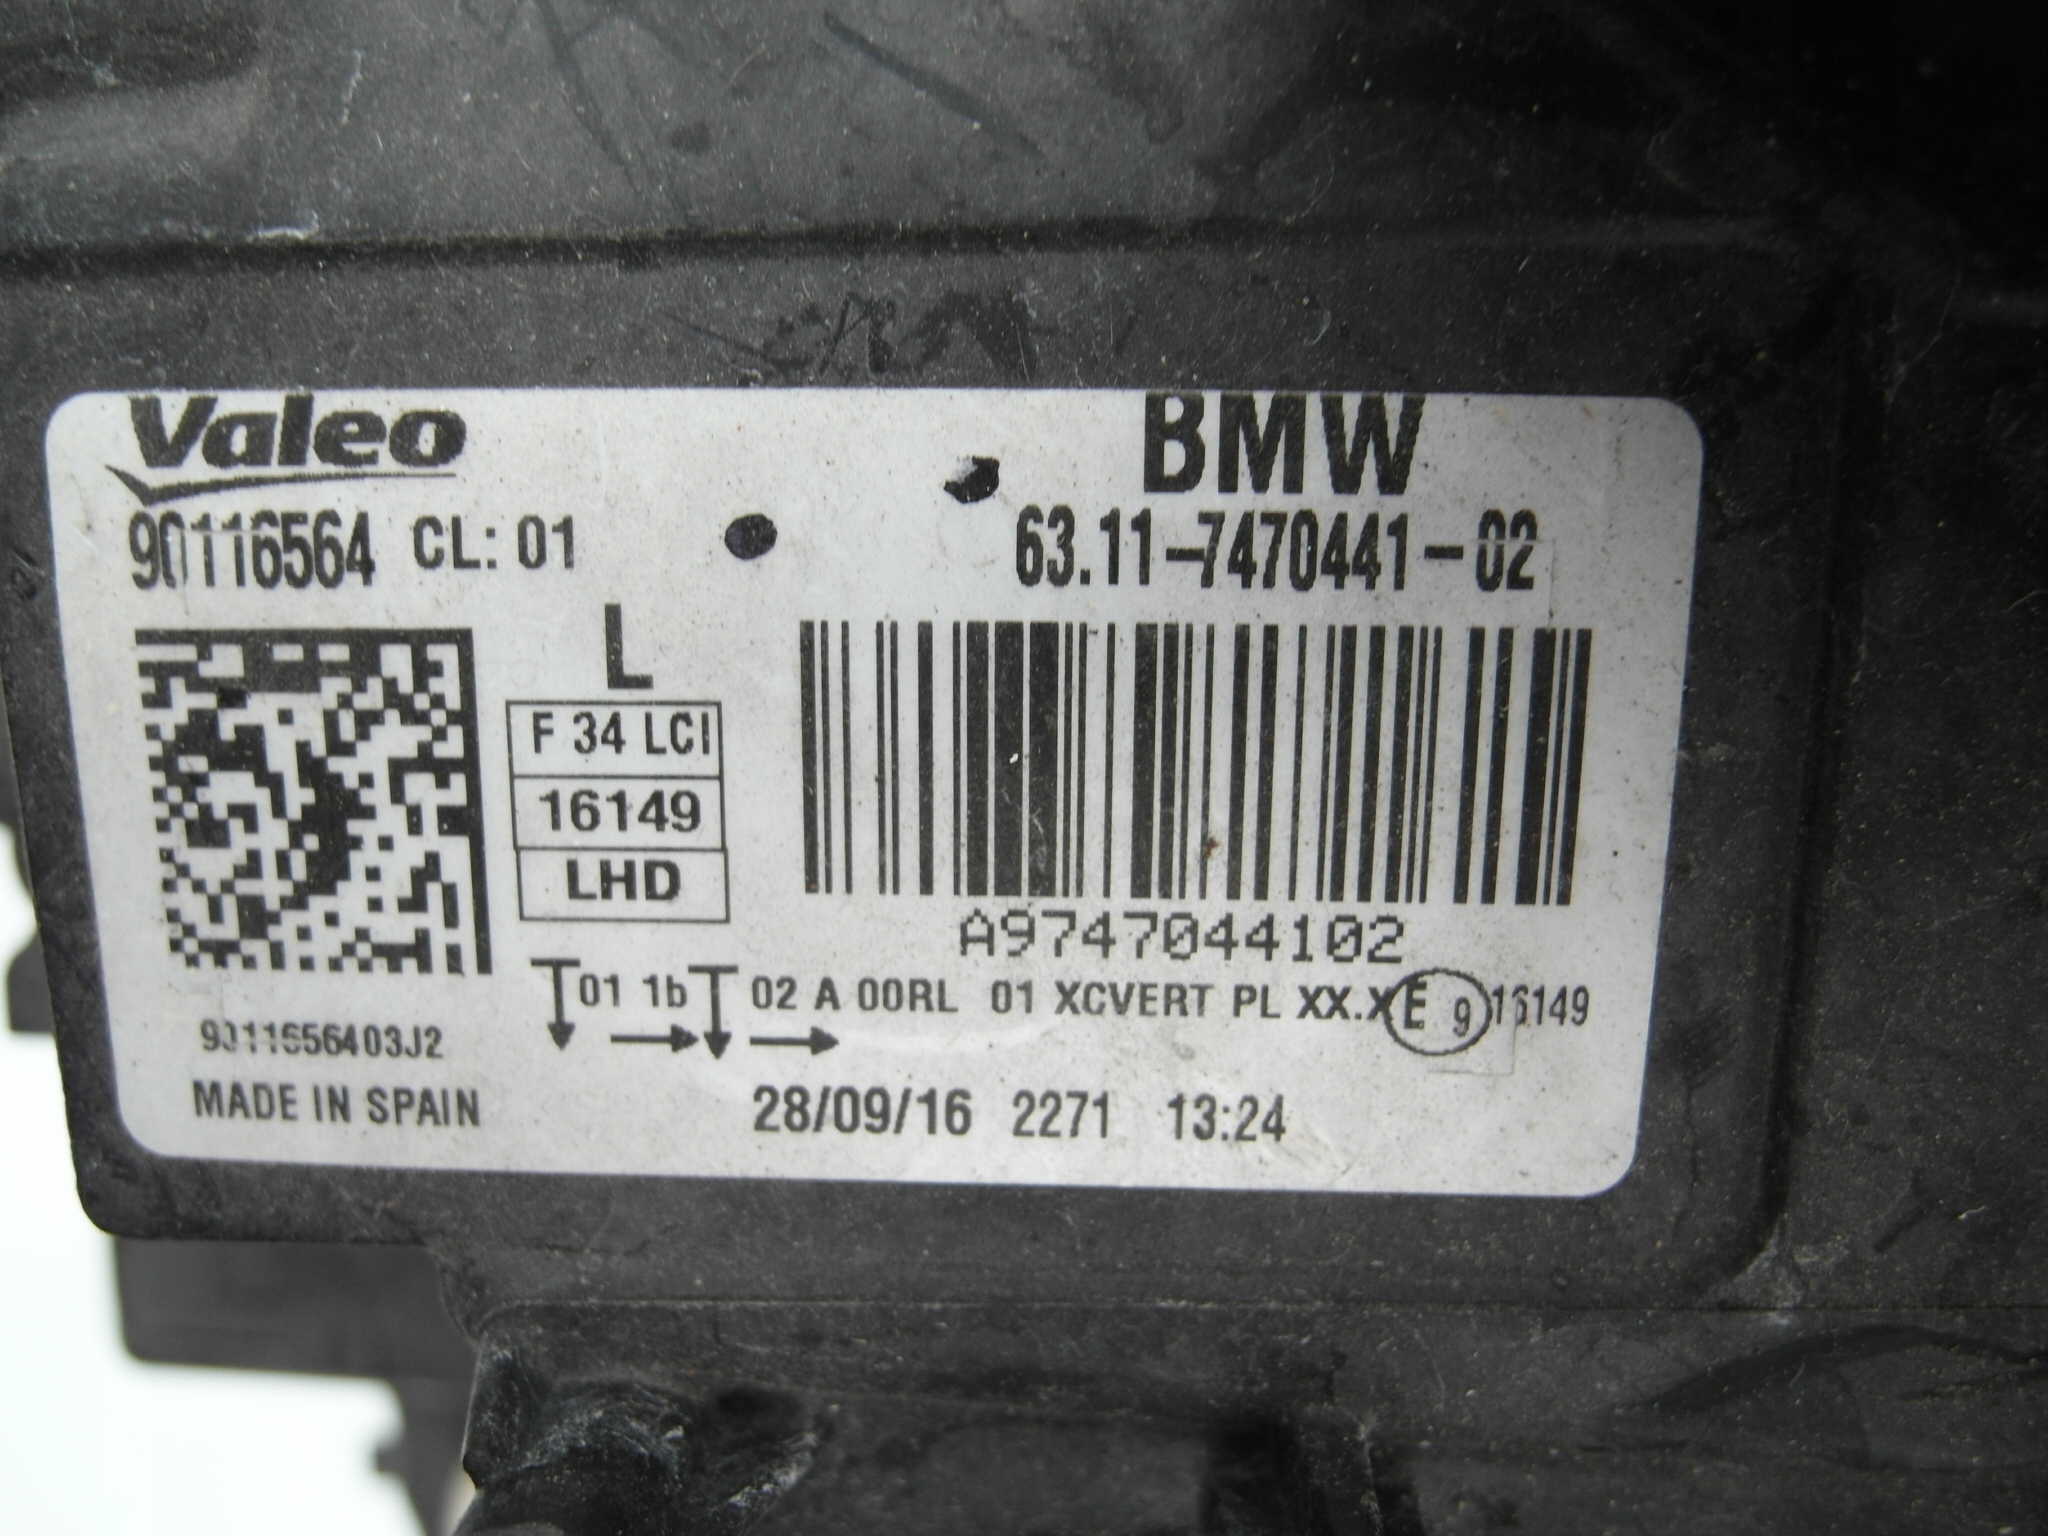 Valeo
BMW
90116564 CL: 01
63.11-7470441-02
L
F 34 LCI
16149
LHD
A9747044102
01 1b 02 A 00RL 01 XCVERT PL XX.X E 9 16149
9011656403J2
MADE IN SPAIN
28/09/16 2271 13:24